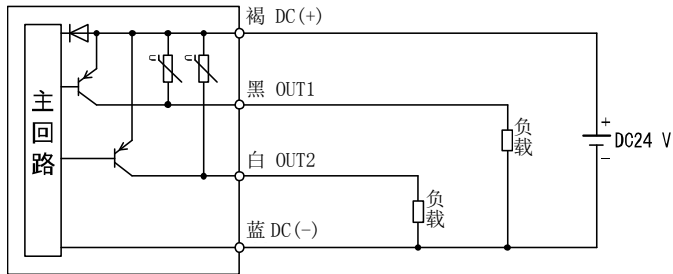 褐 DC(+)
U
U
主回路
黑 OUT1
负载
+
DC24 V
−
白 OUT2
负载
蓝 DC(−)